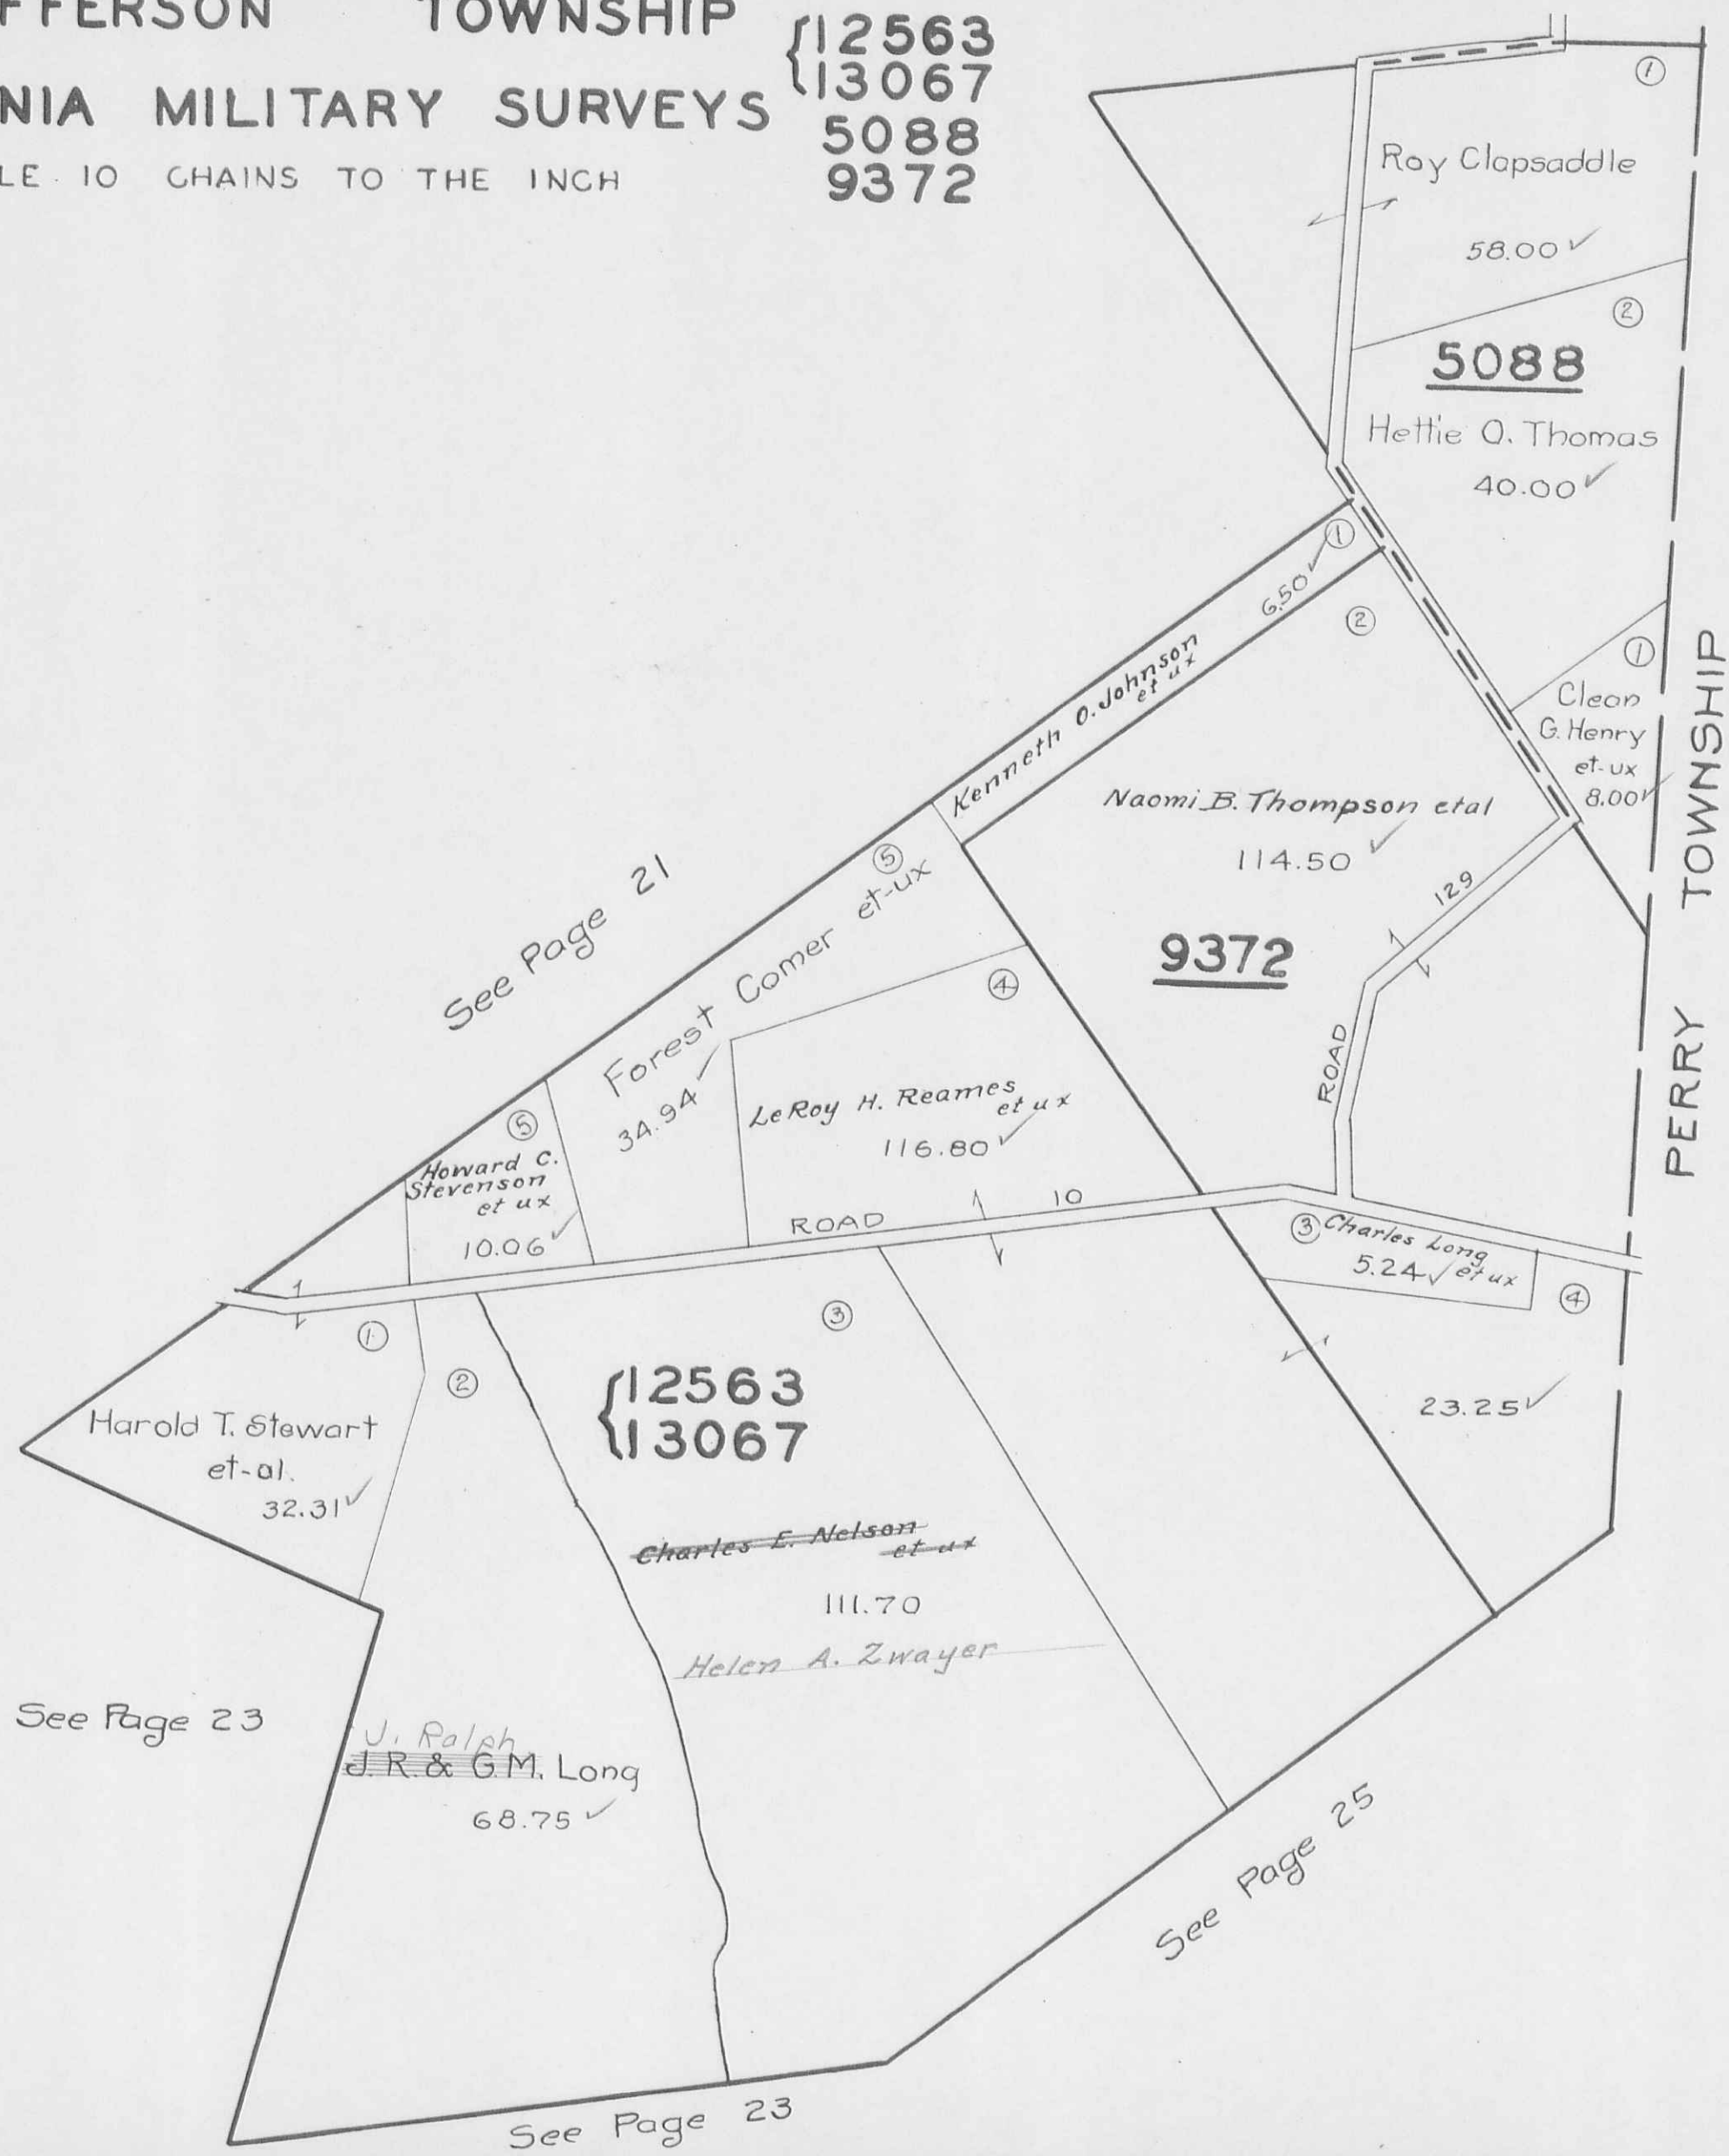 FFERSON TOWNSHIP
NIA MILITARY SURVEYS
LE 10 CHAINS TO THE INCH
12563
13067
5088
9372
1
Roy Clapsaddle
58.00
2
5088
Hettie O. Thomas
40.00
1
Cleon
G. Henry
et-ux
8.00
PERRY TOWNSHIP
1
6.50
Kenneth O. Johnson
et ux
2
Naomi B. Thompson etal
114.50
9372
129
ROAD
See Page 21
5
Forest Comer et-ux
34.94
4
LeRoy H. Reames
et ux
116.80
5
Howard C.
Stevenson
et ux
10.06
ROAD 10
3 Charles Long
et ux
5.24
4
23.25
1
Harold T. Stewart
et-al.
32.31
2
3
12563
13067
Charles E. Nelson
et ux
111.70
Helen A. Zwayer
See Page 23
J. Ralph
J. R. & G. M. Long
68.75
See Page 25
See Page 23